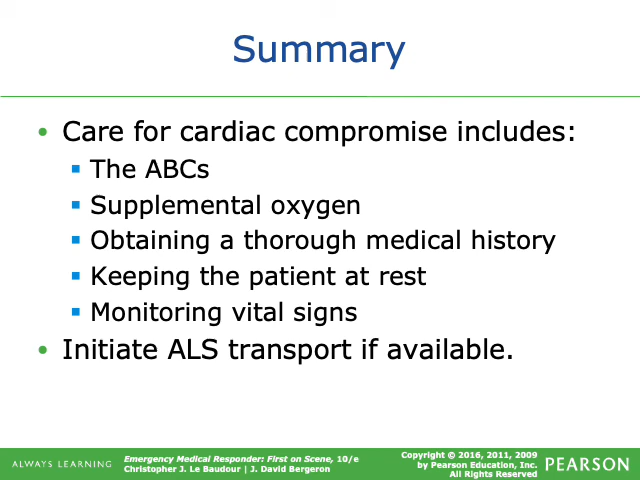 Summary
• Care for cardiac compromise includes:
▪ The ABCs
▪ Supplemental oxygen
▪ Obtaining a thorough medical history
▪ Keeping the patient at rest
▪ Monitoring vital signs
• Initiate ALS transport if available.
ALWAYS LEARNING
Emergency Medical Responder: First on Scene, 10/e
Christopher J. Le Baudour | J. David Bergeron
Copyright © 2016, 2011, 2009
by Pearson Education, Inc.
All Rights Reserved
PEARSON